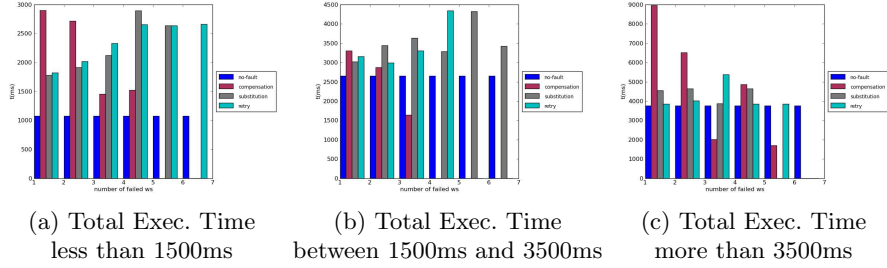 3000
2500
2000
1500
1000
500
0
t(ms)
1 2 3 4 5 6 7
number of failed ws
no-fault
compensation
substitution
retry
4500
4000
3500
3000
2500
2000
1500
1000
500
0
t(ms)
1 2 3 4 5 6 7
number of failed ws
no-fault
compensation
substitution
retry
9000
8000
7000
6000
5000
4000
3000
2000
1000
0
t(ms)
1 2 3 4 5 6 7
number of failed ws
no-fault
compensation
substitution
retry
(a) Total Exec. Time
less than 1500ms
(b) Total Exec. Time
between 1500ms and 3500ms
(c) Total Exec. Time
more than 3500ms